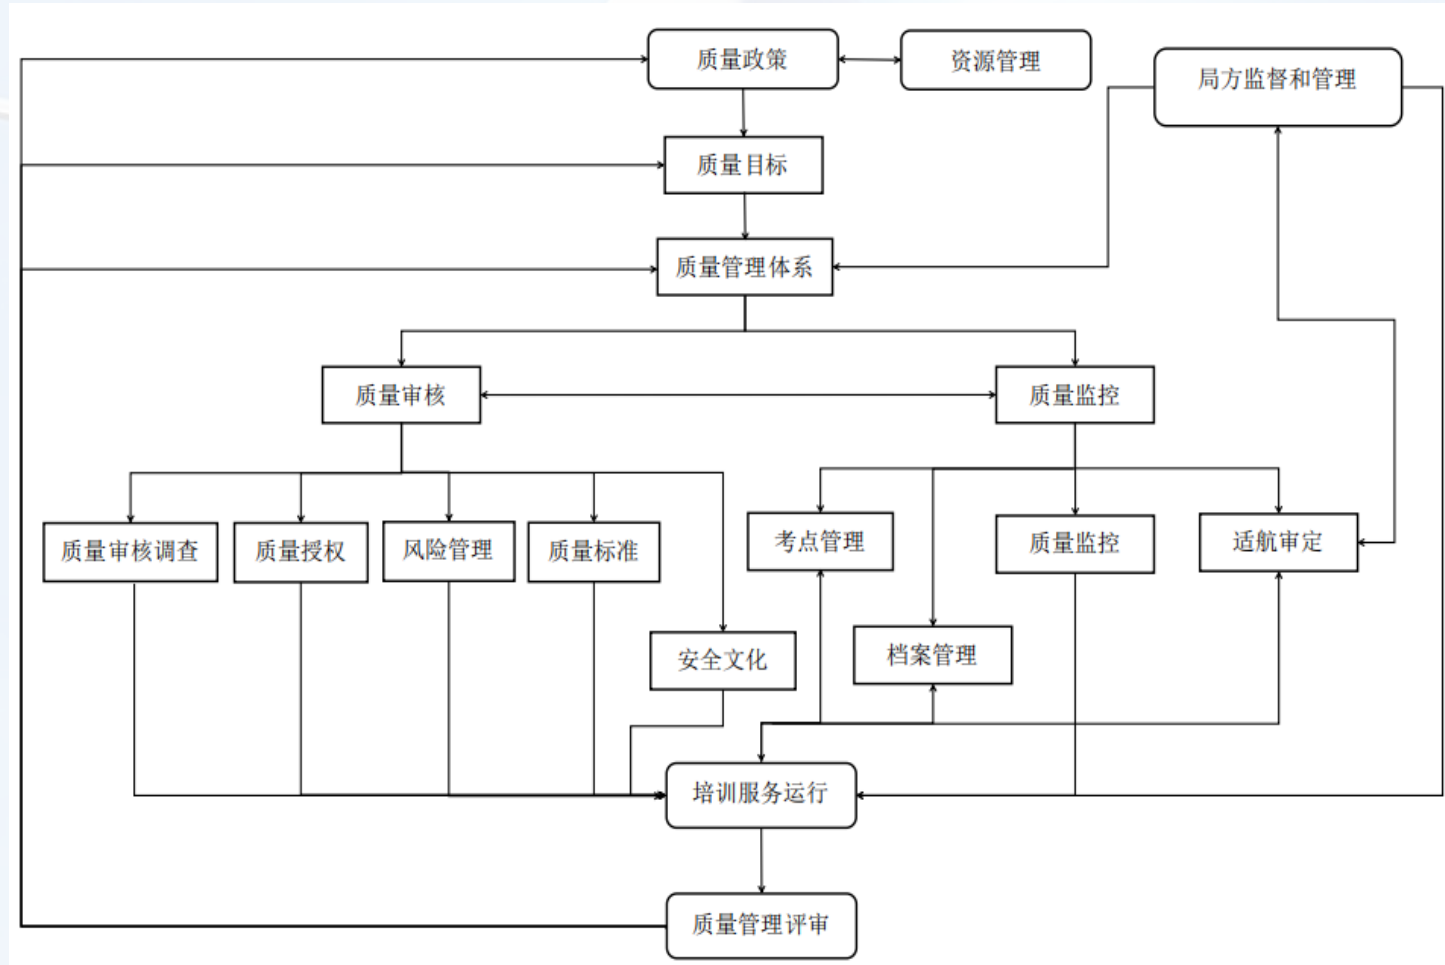 质量政策
资源管理
局方监督和管理
质量目标
质量管理体系
质量审核
质量监控
质量审核调查
质量授权
风险管理
质量标准
考点管理
质量监控
适航审定
安全文化
档案管理
培训服务运行
质量管理评审